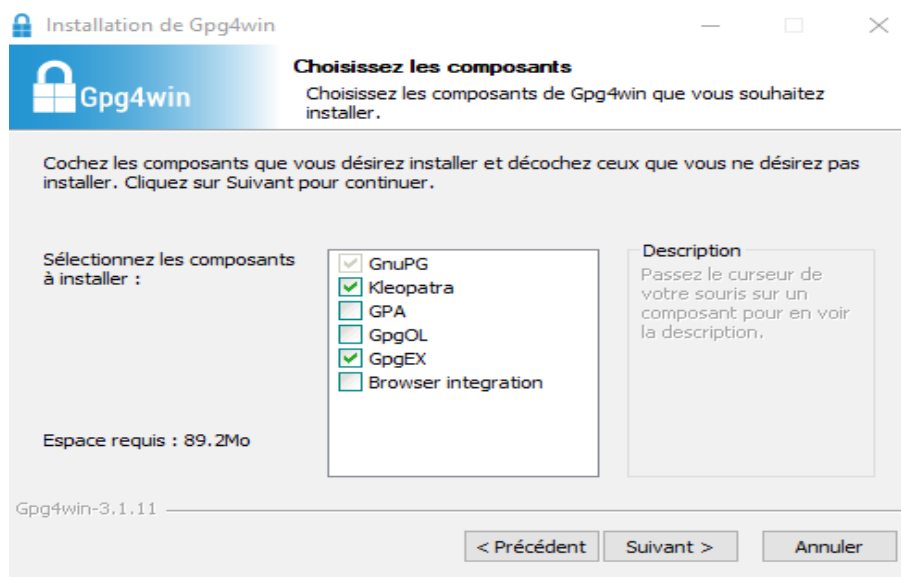 Installation de Gpg4win
Gpg4win
Choisissez les composants
Choisissez les composants de Gpg4win que vous souhaitez
installer.
Cochez les composants que vous désirez installer et décochez ceux que vous ne désirez pas
installer. Cliquez sur Suivant pour continuer.
Sélectionnez les composants
à installer :
GnuPG
Kleopatra
GPA
GpgOL
GpgEX
Browser integration
Description
Passez le curseur de
votre souris sur un
composant pour en voir
la description.
Espace requis : 89.2Mo
Gpg4win-3.1.11
< Précédent
Suivant >
Annuler